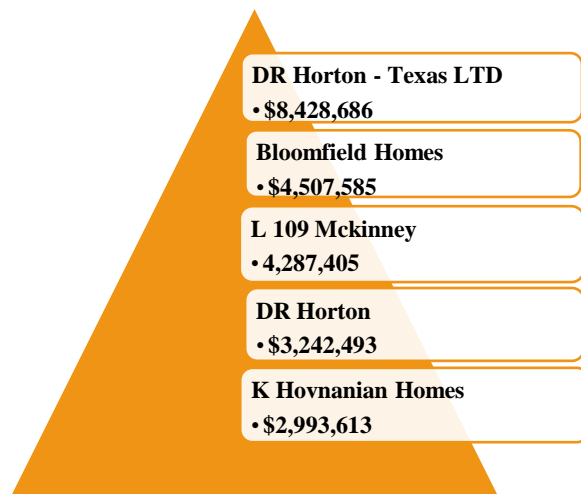 DR Horton - Texas LTD
• $8,428,686
Bloomfield Homes
• $4,507,585
L 109 Mckinney
• 4,287,405
DR Horton
• $3,242,493
K Hovnanian Homes
• $2,993,613